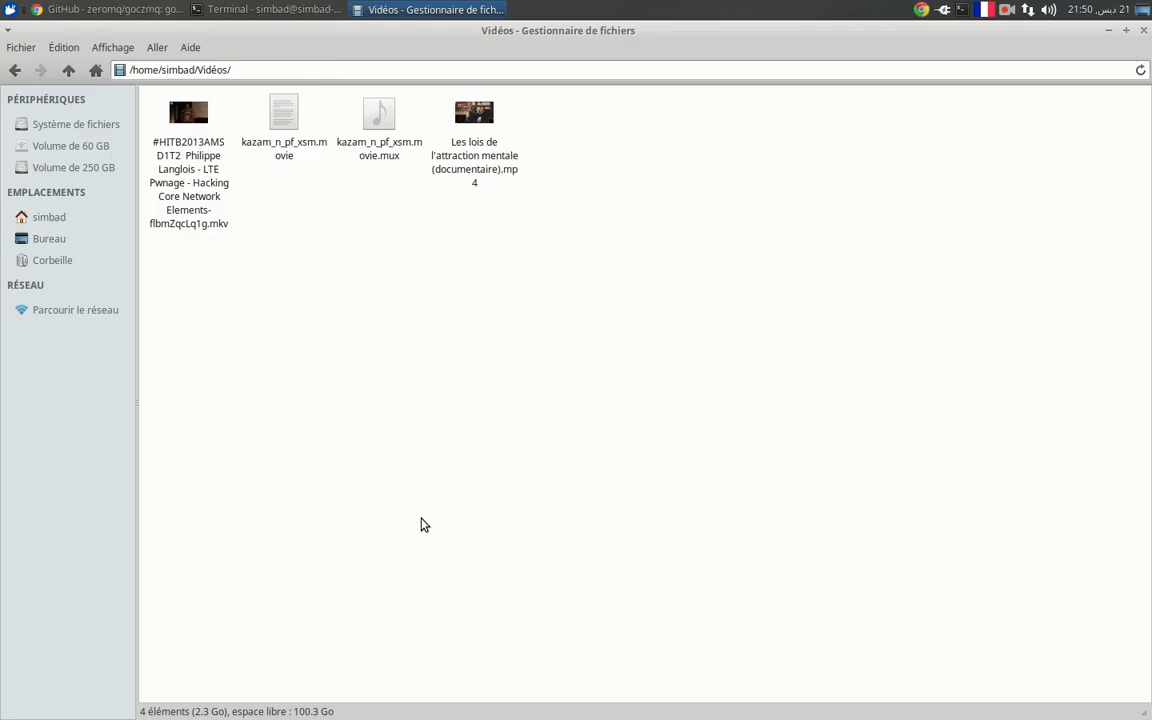 GitHub - zeromq/goczmq: go...
Terminal - simbad@simbad-...
Vidéos - Gestionnaire de fich...
21 دبس, 21:50
Vidéos - Gestionnaire de fichiers
Fichier
Édition
Affichage
Aller
Aide
/home/simbad/Vidéos/
PÉRIPHÉRIQUES
Système de fichiers
Volume de 60 GB
Volume de 250 GB
EMPLACEMENTS
simbad
Bureau
Corbeille
RÉSEAU
Parcourir le réseau
#HITB2013AMS
D1T2 Philippe
Langlois - LTE
Pwnage - Hacking
Core Network
Elements-
flbmZqcLq1g.mkv
kazam_n_pf_xsm.m
ovie
kazam_n_pf_xsm.m
ovie.mux
Les lois de
l'attraction mentale
(documentaire).mp
4
4 éléments (2.3 Go), espace libre : 100.3 Go